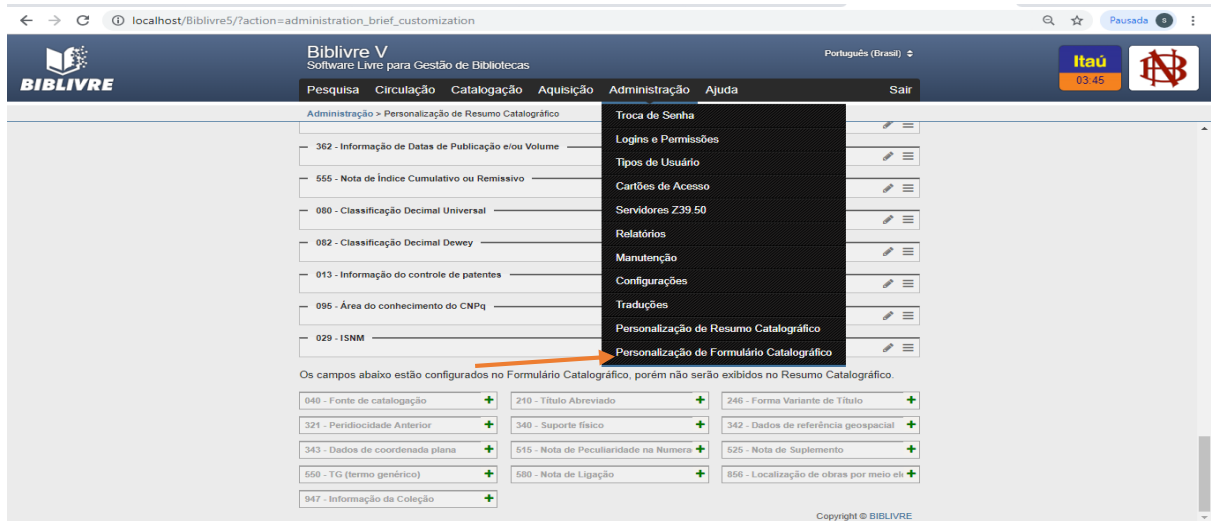 localhost/Biblivre5/?action=administration_brief_customization
Pausada
s
BIBLIVRE
Biblivre V
Software Livre para Gestão de Bibliotecas
Português (Brasil)
Itaú
03:45
Pesquisa Circulação Catalogação Aquisição Administração Ajuda Sair
Administração > Personalização de Resumo Catalográfico
362 - Informação de Datas de Publicação e/ou Volume
555 - Nota de Índice Cumulativo ou Remissivo
080 - Classificação Decimal Universal
082 - Classificação Decimal Dewey
013 - Informação do controle de patentes
095 - Área do conhecimento do CNPq
029 - ISNM
Troca de Senha
Logins e Permissões
Tipos de Usuário
Cartões de Acesso
Servidores Z39.50
Relatórios
Manutenção
Configurações
Traduções
Personalização de Resumo Catalográfico
Personalização de Formulário Catalográfico
Os campos abaixo estão configurados no Formulário Catalográfico, porém não serão exibidos no Resumo Catalográfico.
040 - Fonte de catalogação
210 - Título Abreviado
246 - Forma Variante de Título
321 - Peridiocidade Anterior
340 - Suporte físico
342 - Dados de referência geospacial
343 - Dados de coordenada plana
515 - Nota de Peculiaridade na Numera
525 - Nota de Suplemento
550 - TG (termo genérico)
580 - Nota de Ligação
856 - Localização de obras por meio ele
947 - Informação da Coleção
Copyright © BIBLIVRE